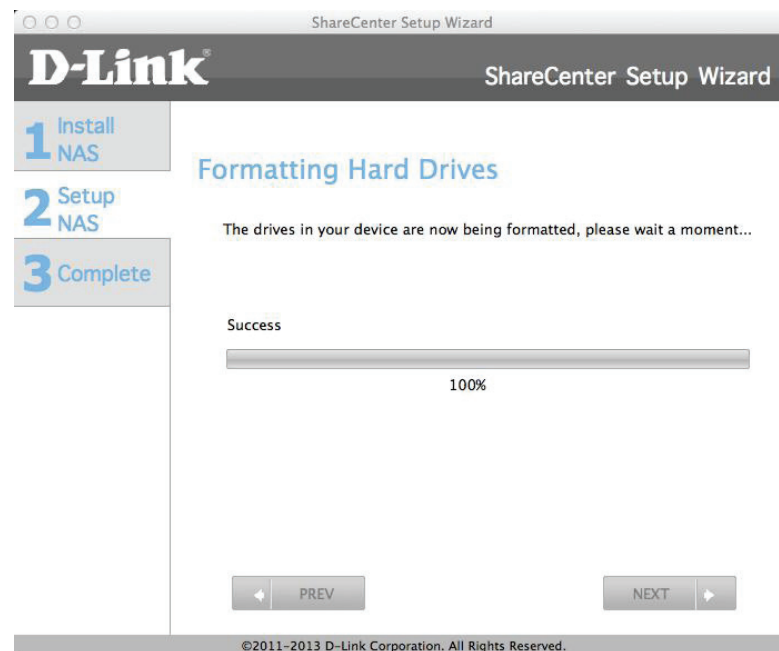 ShareCenter Setup Wizard
D-Link®
ShareCenter Setup Wizard
1 Install
NAS
2 Setup
NAS
3 Complete
Formatting Hard Drives
The drives in your device are now being formatted, please wait a moment...
Success
100%
PREV
NEXT
©2011-2013 D-Link Corporation. All Rights Reserved.